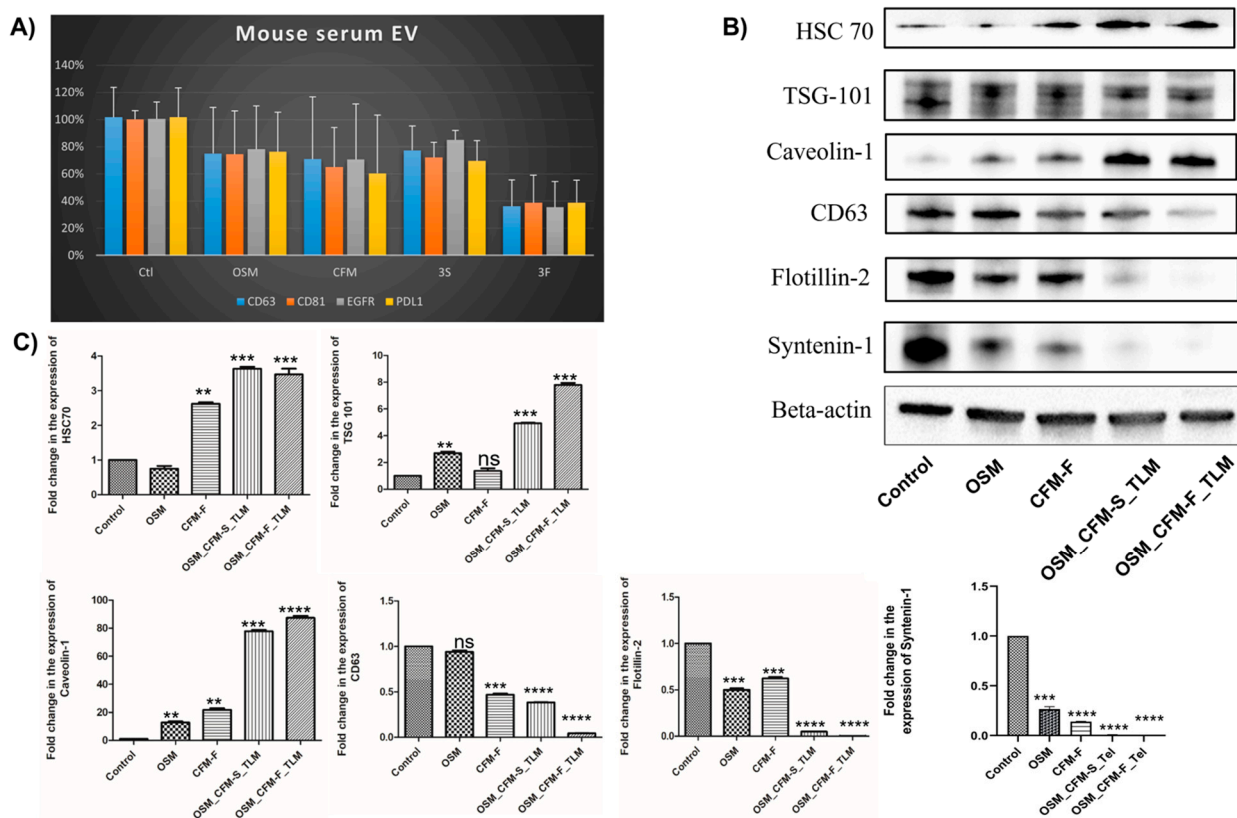 A)
Mouse serum EV
140%
120%
100%
80%
60%
40%
20%
0%
Ctl
OSM
CFM
3S
3F
CD63 CD81 EGFR PDL1
B)
HSC 70
TSG-101
Caveolin-1
CD63
Flotillin-2
Syntenin-1
Beta-actin
Control
OSM
CFM-F
OSM_CFM-S_TLM
OSM_CFM-F_TLM
C)
Fold change in the expression of
HSC70
4
3
2
1
0
**
***
***
Control
OSM
CFM-F
OSM_CFM-S_TLM
OSM_CFM-F_TLM
Fold change in the expression of
TSG 101
10
8
6
4
2
0
**
ns
***
***
Control
OSM
CFM-F
OSM_CFM-S_TLM
OSM_CFM-F_TLM
Fold change in the expression of
Caveolin-1
100
80
60
40
20
0
**
**
***
****
Control
OSM
CFM-F
OSM_CFM-S_TLM
OSM_CFM-F_TLM
Fold change in the expression of
CD63
1.5
1.0
0.5
0.0
ns
***
****
****
Control
OSM
CFM-F
OSM_CFM-S_TLM
OSM_CFM-F_TLM
Fold change in the expression of
Flotillin-2
1.5
1.0
0.5
0.0
***
***
****
****
Control
OSM
CFM-F
OSM_CFM-S_TLM
OSM_CFM-F_TLM
Fold change in the
expression of Syntenin-1
1.5
1.0
0.5
0.0
***
****
****
****
Control
OSM
CFM-F
OSM_CFM-S_Tel
OSM_CFM-F_Tel